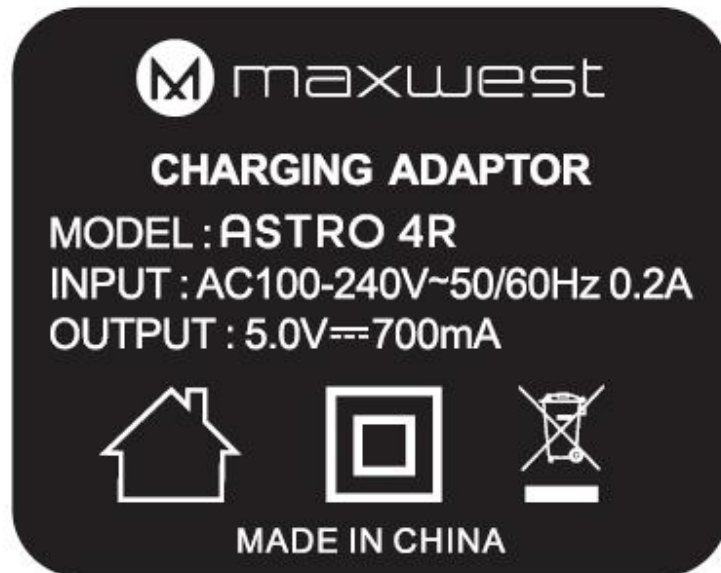 maxwest
CHARGING ADAPTOR
MODEL : ASTRO 4R
INPUT : AC100-240V~50/60Hz 0.2A
OUTPUT : 5.0V⎓700mA
MADE IN CHINA